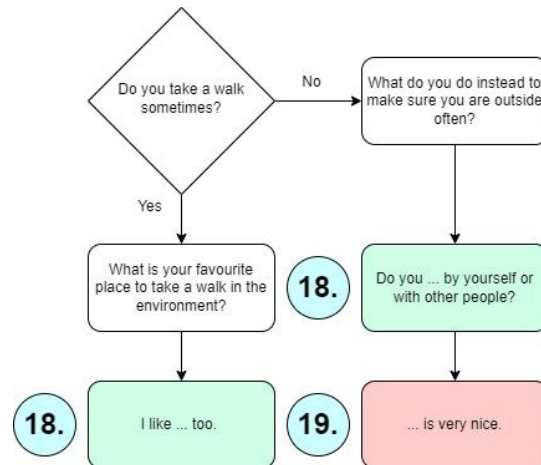 Do you take a walk
sometimes?
No
What do you do instead to
make sure you are outside
often?
Yes
What is your favourite
place to take a walk in the
environment?
18.
Do you ... by yourself or
with other people?
18.
I like ... too.
19.
... is very nice.